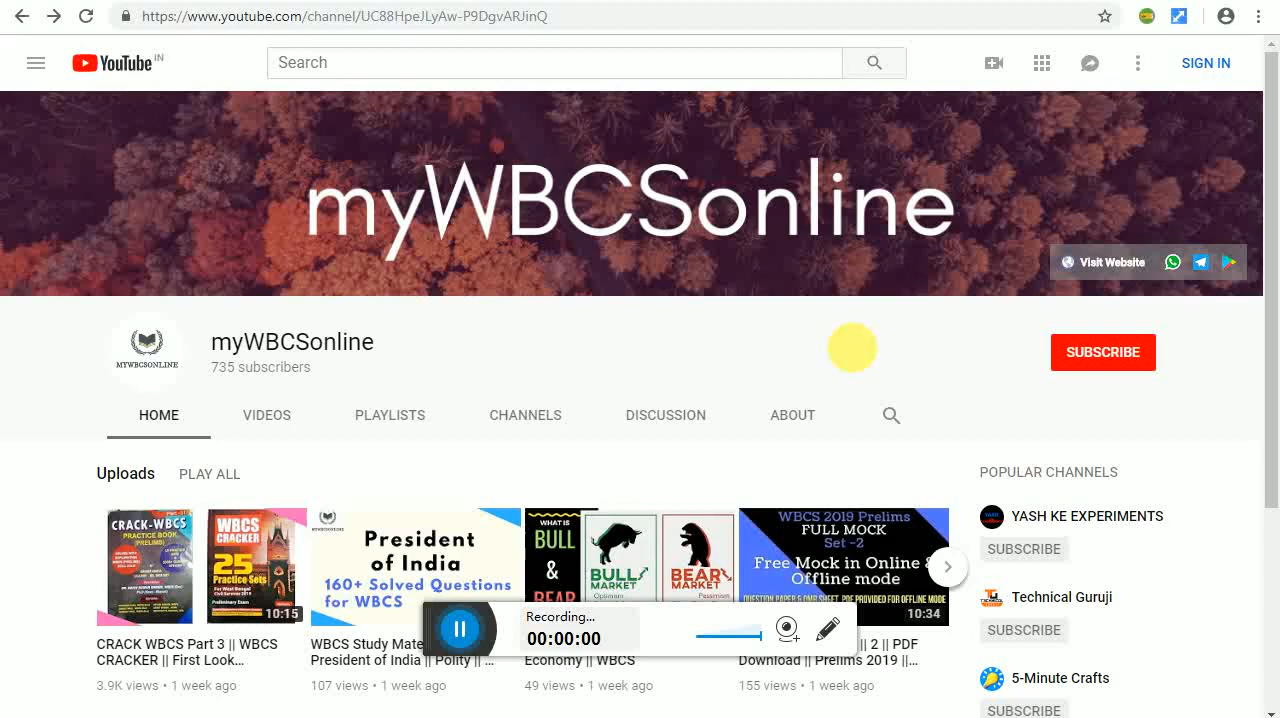 https://www.youtube.com/channel/UC88HpeJLyAw-P9DgvARJinQ
YouTube IN
Search
SIGN IN
myWBCSonline
Visit Website
MYWBCSONLINE
myWBCSonline
735 subscribers
SUBSCRIBE
HOME VIDEOS PLAYLISTS CHANNELS DISCUSSION ABOUT
Uploads PLAY ALL
POPULAR CHANNELS
CRACK-WBCS
PRACTICE BOOK
(PRELIMS)
WBCS
CRACKER
25
Practice Sets
10:15
President
of India
160+ Solved Questions
for WBCS
WHAT IS
BULL
&
BEAR
BULL
MARKET
Optimism
BEAR
MARKET
Pessimism
WBCS 2019 Prelims
FULL MOCK
Set -2
Free Mock in Online &
Offline mode
10:34
YASH KE EXPERIMENTS
SUBSCRIBE
Technical Guruji
SUBSCRIBE
5-Minute Crafts
SUBSCRIBE
Recording...
00:00:00
CRACK WBCS Part 3 || WBCS
CRACKER || First Look...
3.9K views • 1 week ago
WBCS Study Mate
President of India || Polity || ...
107 views • 1 week ago
Economy || WBCS
49 views • 1 week ago
|| 2 || PDF
Download || Prelims 2019 ||...
155 views • 1 week ago